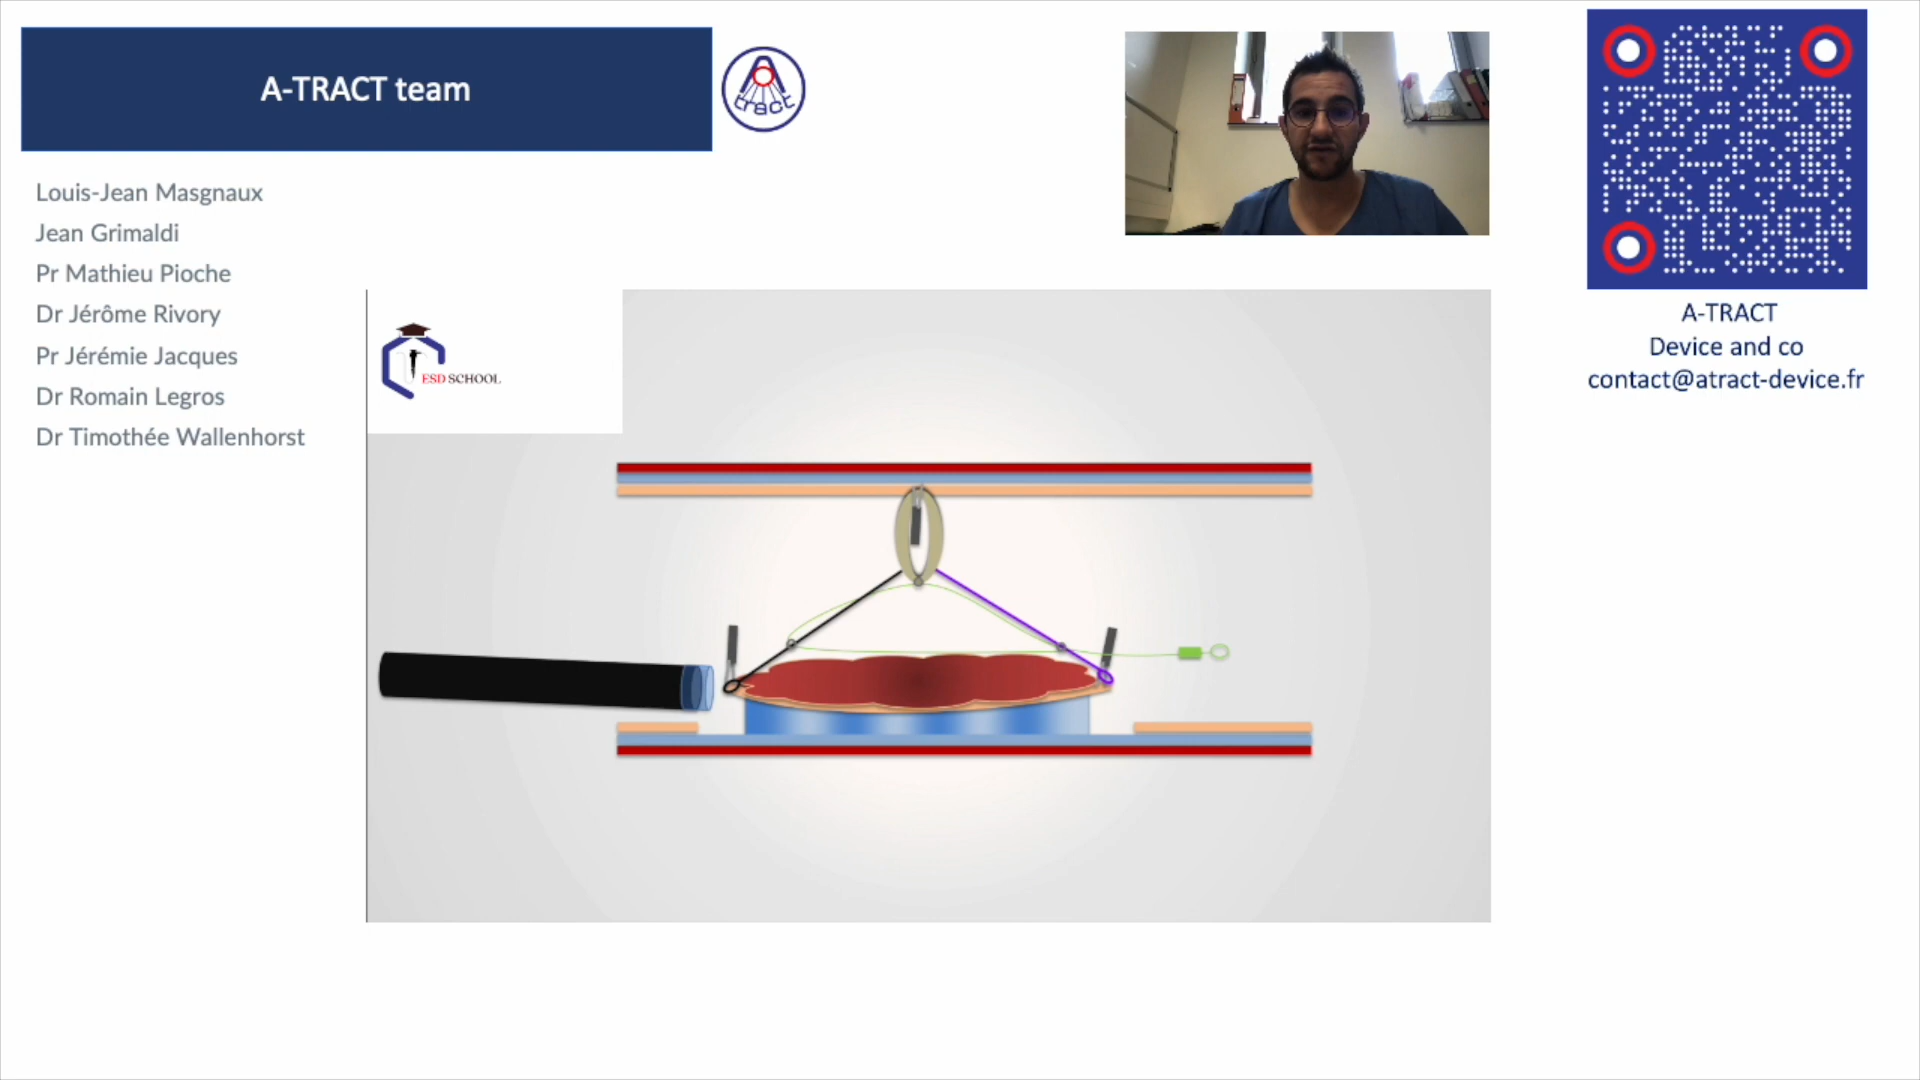 A-TRACT team
tract
Louis-Jean Masgnaux
Jean Grimaldi
Pr Mathieu Pioche
Dr Jérôme Rivory
Pr Jérémie Jacques
Dr Romain Legros
Dr Timothée Wallenhorst
ESD SCHOOL
A-TRACT
Device and co
contact@atract-device.fr